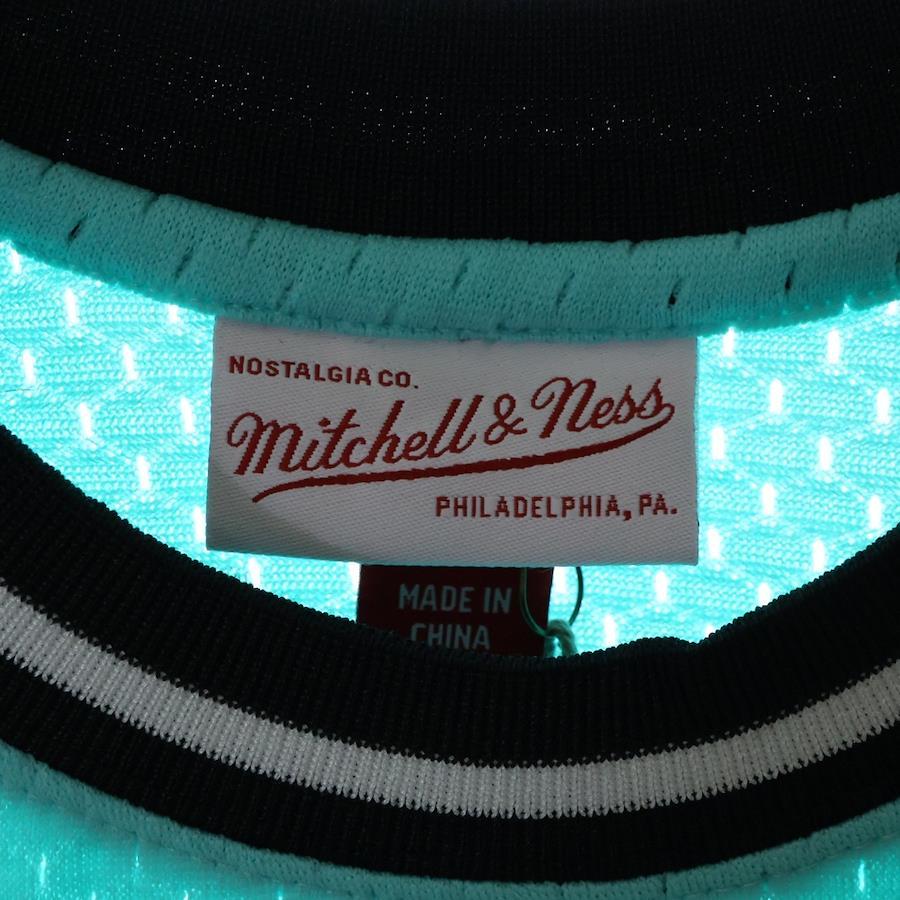 NOSTALGIA CO.
Mitchell & Ness
PHILADELPHIA, PA.
MADE IN
CHINA